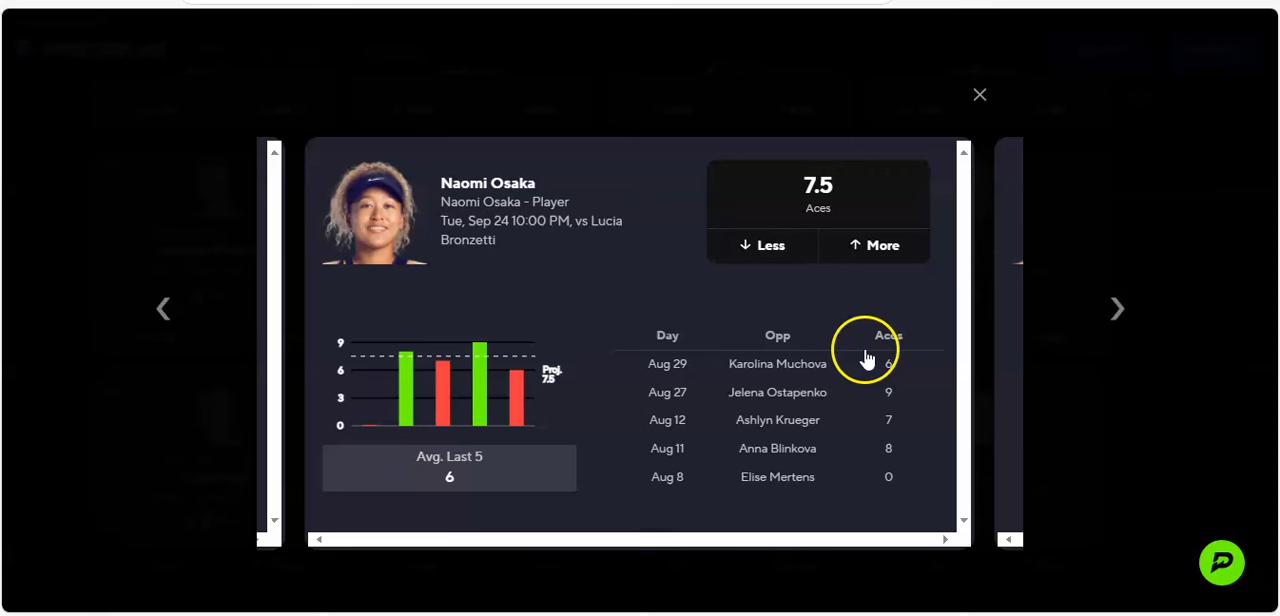 Naomi Osaka
Naomi Osaka - Player
Tue, Sep 24 10:00 PM, vs Lucia
Bronzetti
7.5
Aces
↓ Less
↑ More
9
6
3
0
Proj.
7.5
Avg. Last 5
6
Day Opp Aces
Aug 29 Karolina Muchova 6
Aug 27 Jelena Ostapenko 9
Aug 12 Ashlyn Krueger 7
Aug 11 Anna Blinkova 8
Aug 8 Elise Mertens 0